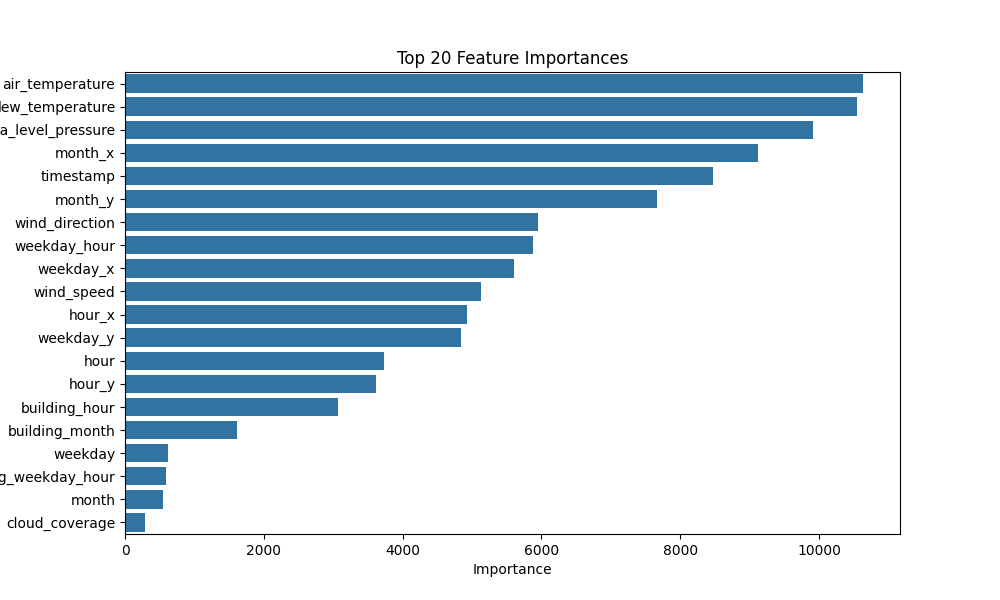 Top 20 Feature Importances
air_temperature
lew_temperature
a_level_pressure
month_x
timestamp
month_y
wind_direction
weekday_hour
weekday_x
wind_speed
hour_x
weekday_y
hour
hour_y
building_hour
building_month
weekday
g_weekday_hour
month
cloud_coverage
0 2000 4000 6000 8000 10000
Importance